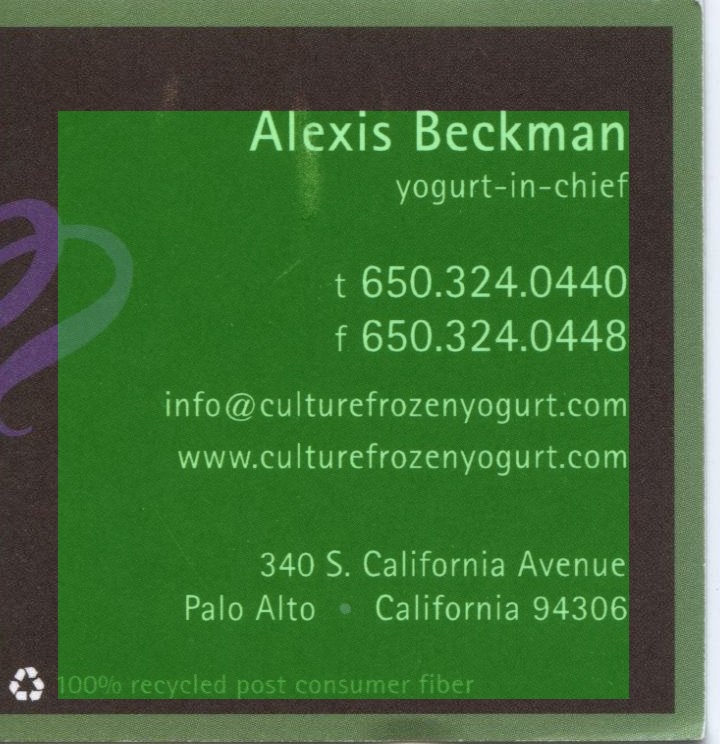 Alexis Beckman
yogurt-in-chief
t 650.324.0440
f 650.324.0448
info@culturefrozenyogurt.com
www.culturefrozenyogurt.com
340 S. California Avenue
Palo Alto • California 94306
100% recycled post consumer fiber